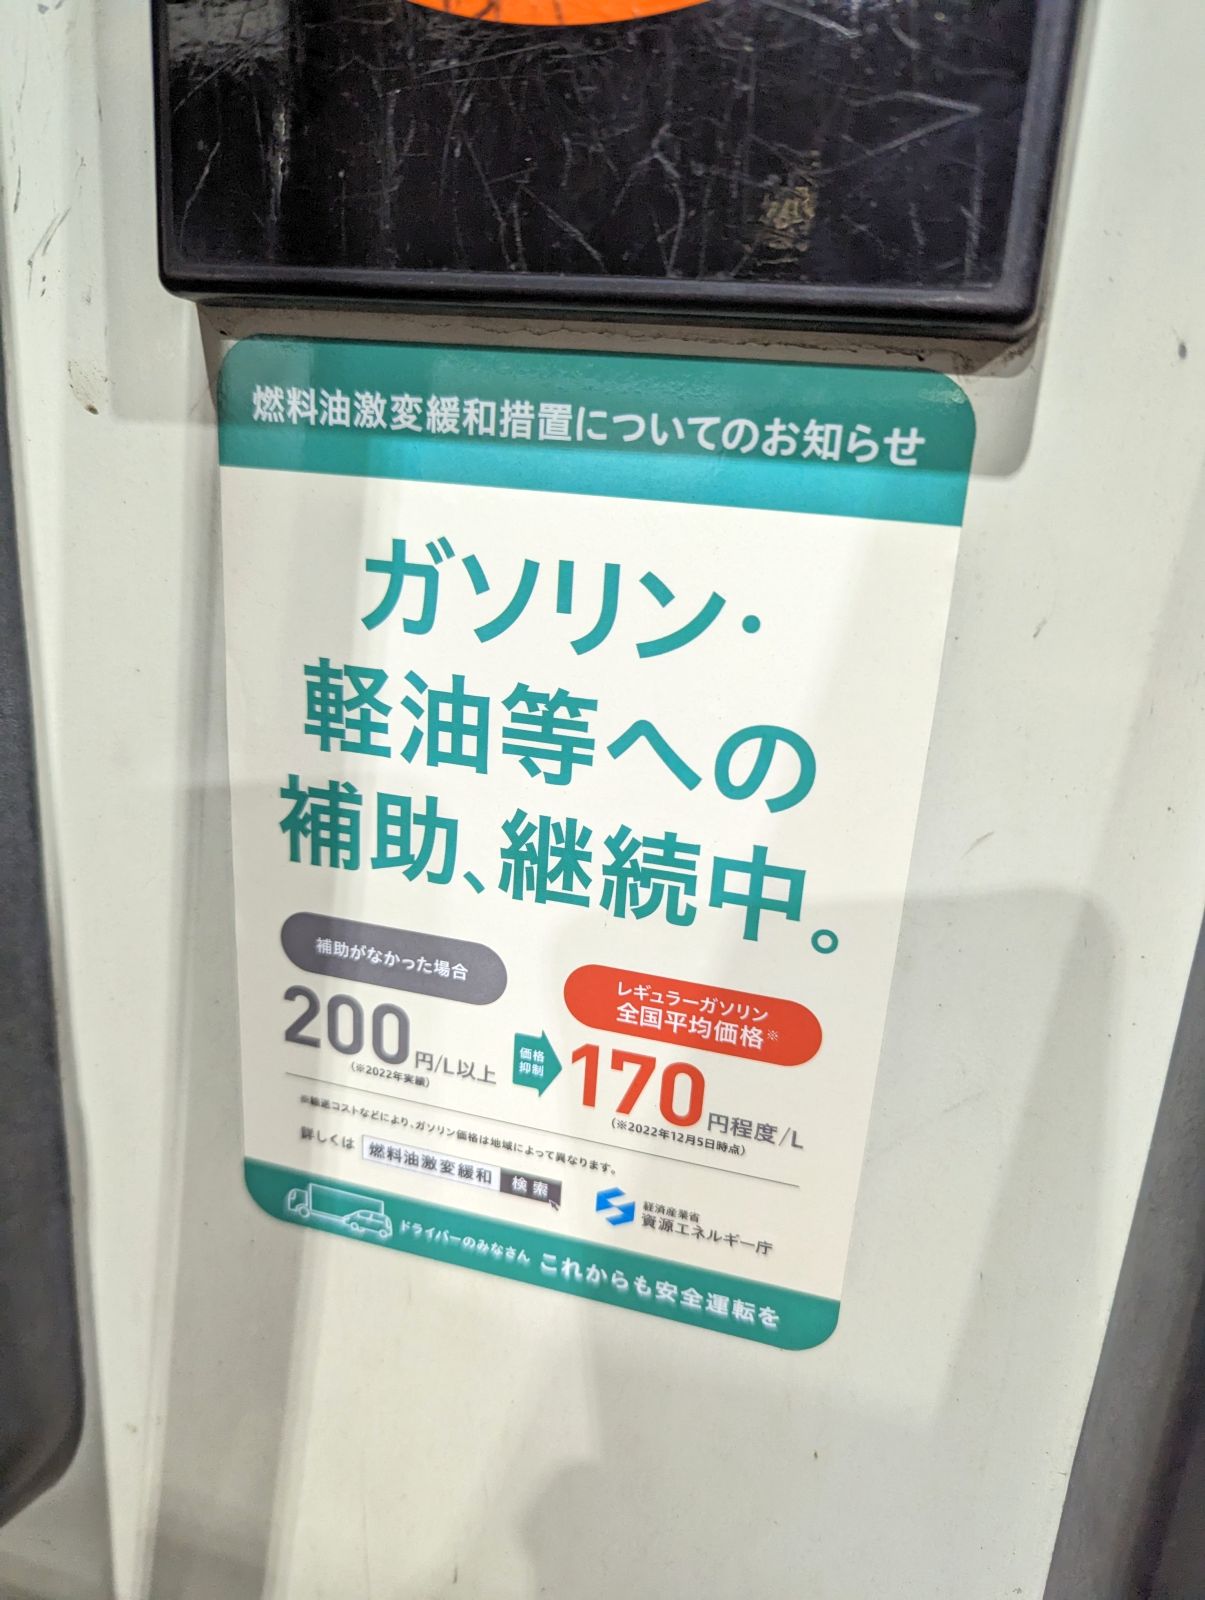 燃料油激変緩和措置についてのお知らせ
ガソリン・
軽油等への
補助、継続中。
補助がなかった場合
200円/L以上
(※2022年実績)
価格
抑制
レギュラーガソリン
全国平均価格※
170円程度/L
(※2022年12月5日時点)
※輸送コストなどにより、ガソリン価格は地域によって異なります。
詳しくは 燃料油激変緩和 検索
経済産業省
資源エネルギー庁
ドライバーのみなさん これからも安全運転を